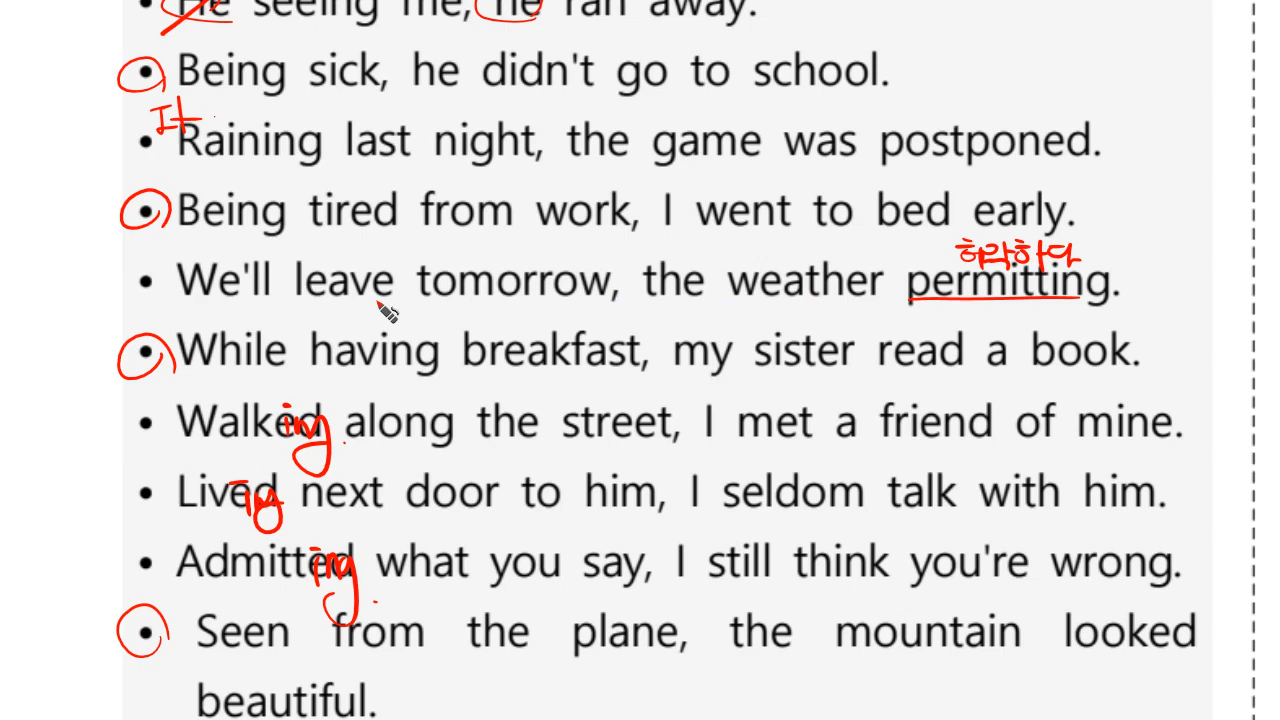 • He seeing me, he ran away.
• Being sick, he didn't go to school.
It
• Raining last night, the game was postponed.
• Being tired from work, I went to bed early.
허락하다
• We'll leave tomorrow, the weather permitting.
• While having breakfast, my sister read a book.
• Walked along the street, I met a friend of mine.
ing
• Lived next door to him, I seldom talk with him.
ing
• Admitted what you say, I still think you're wrong.
ing
• Seen from the plane, the mountain looked
beautiful.